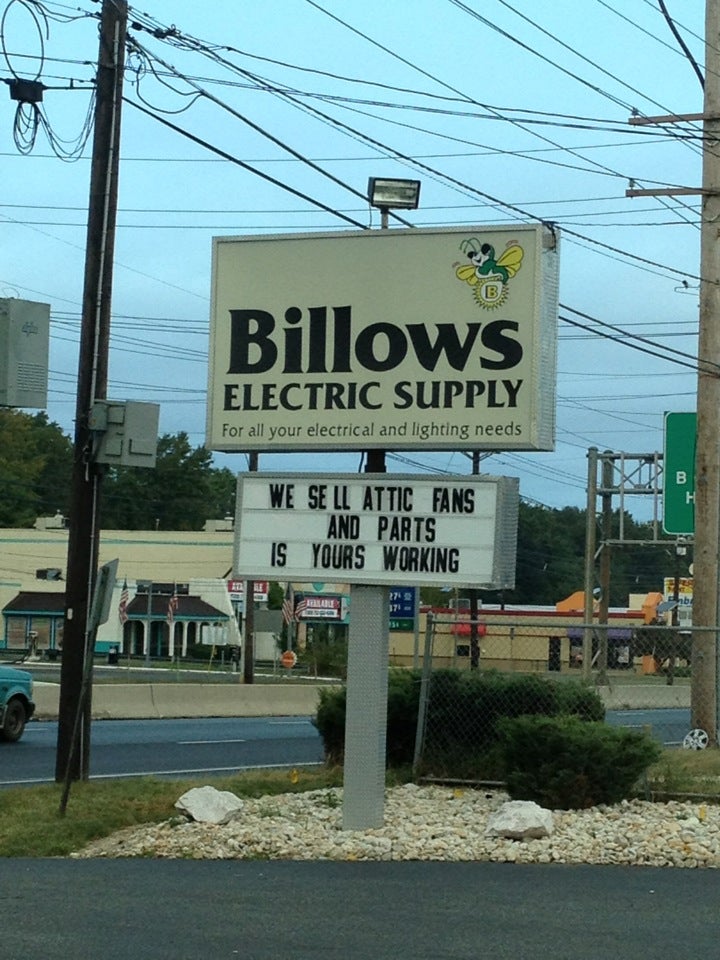 B
Billows
ELECTRIC SUPPLY
For all your electrical and lighting needs
WE SELL ATTIC FANS
AND PARTS
IS YOURS WORKING
B
H
AVAILABLE